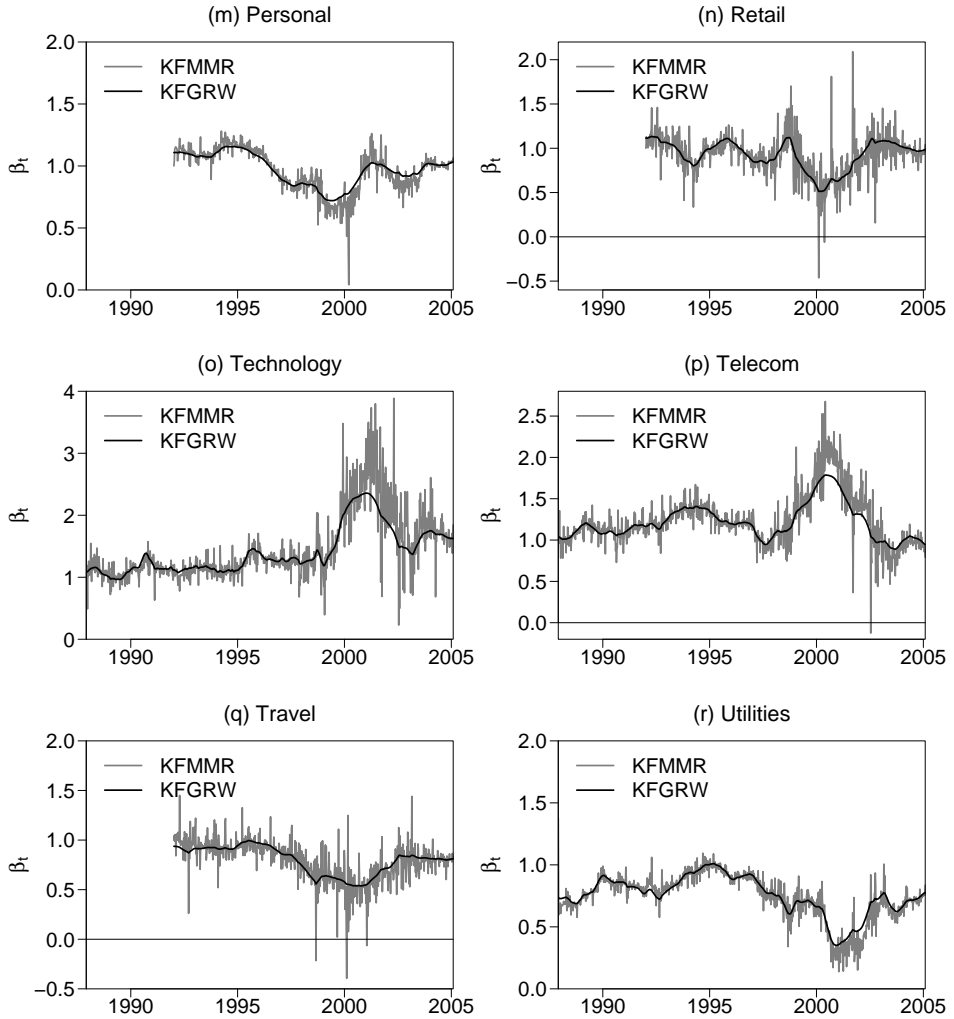 (m) Personal
2.0
1.5
1.0
0.5
0.0
βt
KFMMR
KFGRW
1990 1995 2000 2005
(n) Retail
2.0
1.5
1.0
0.5
0.0
−0.5
βt
KFMMR
KFGRW
1990 1995 2000 2005
(o) Technology
4
3
2
1
0
βt
KFMMR
KFGRW
1990 1995 2000 2005
(p) Telecom
2.5
2.0
1.5
1.0
0.5
0.0
βt
KFMMR
KFGRW
1990 1995 2000 2005
(q) Travel
2.0
1.5
1.0
0.5
0.0
−0.5
βt
KFMMR
KFGRW
1990 1995 2000 2005
(r) Utilities
2.0
1.5
1.0
0.5
0.0
βt
KFMMR
KFGRW
1990 1995 2000 2005